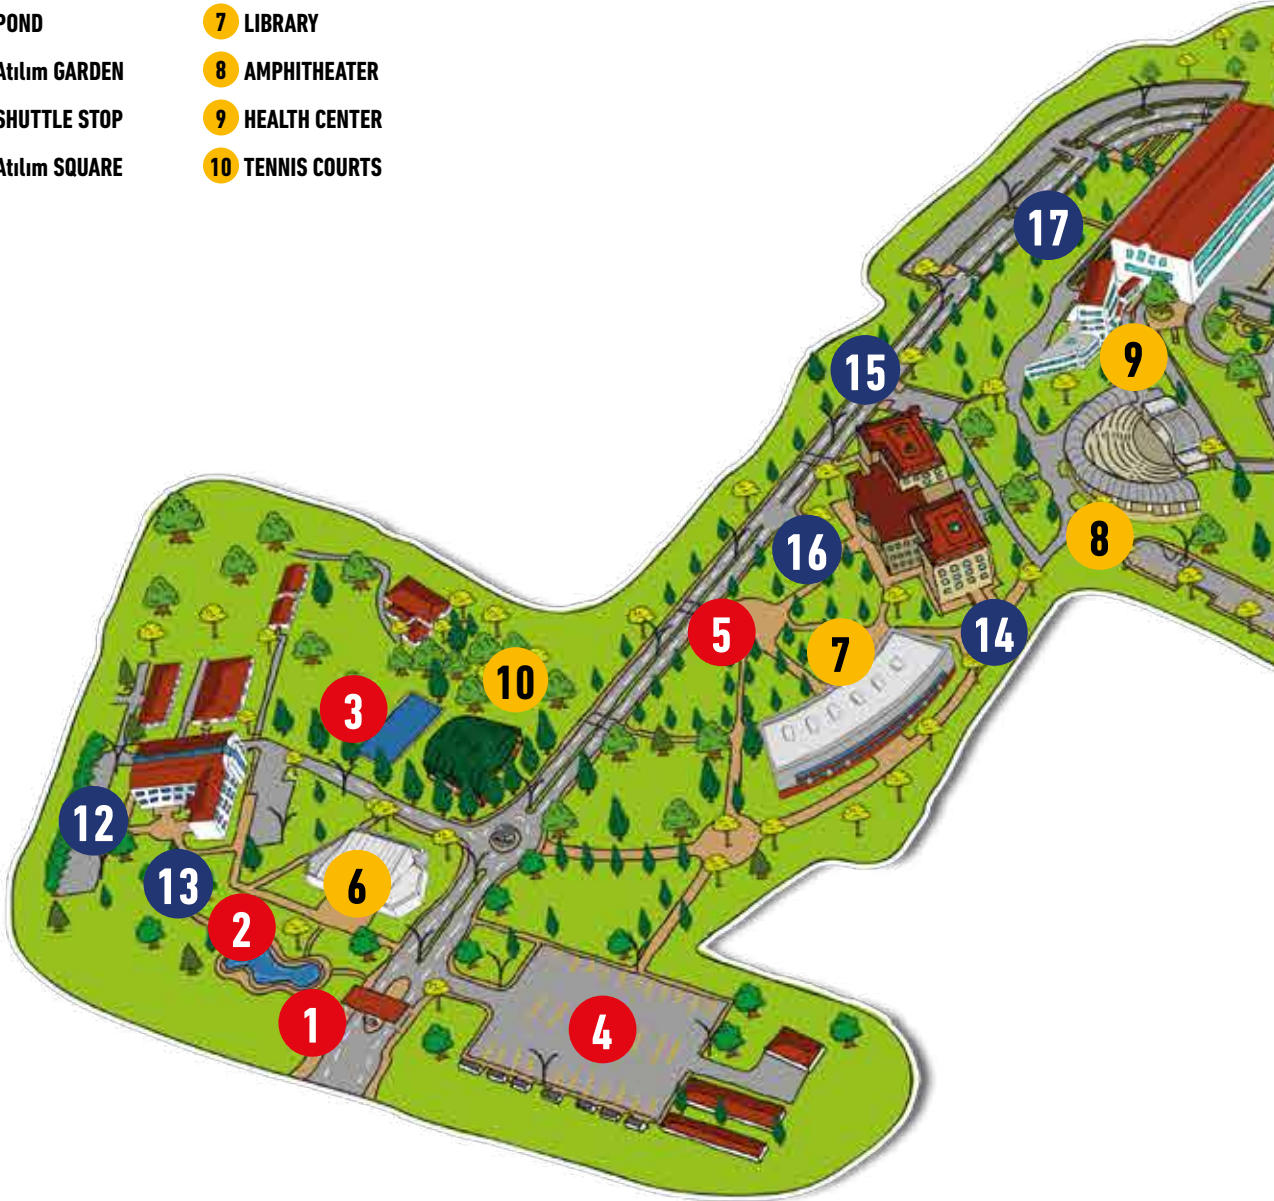 POND
7 LIBRARY
Atılım GARDEN
8 AMPHITHEATER
SHUTTLE STOP
9 HEALTH CENTER
Atılım SQUARE
10 TENNIS COURTS
17
9
15
8
16
5
7
14
10
3
12
13
6
2
1
4